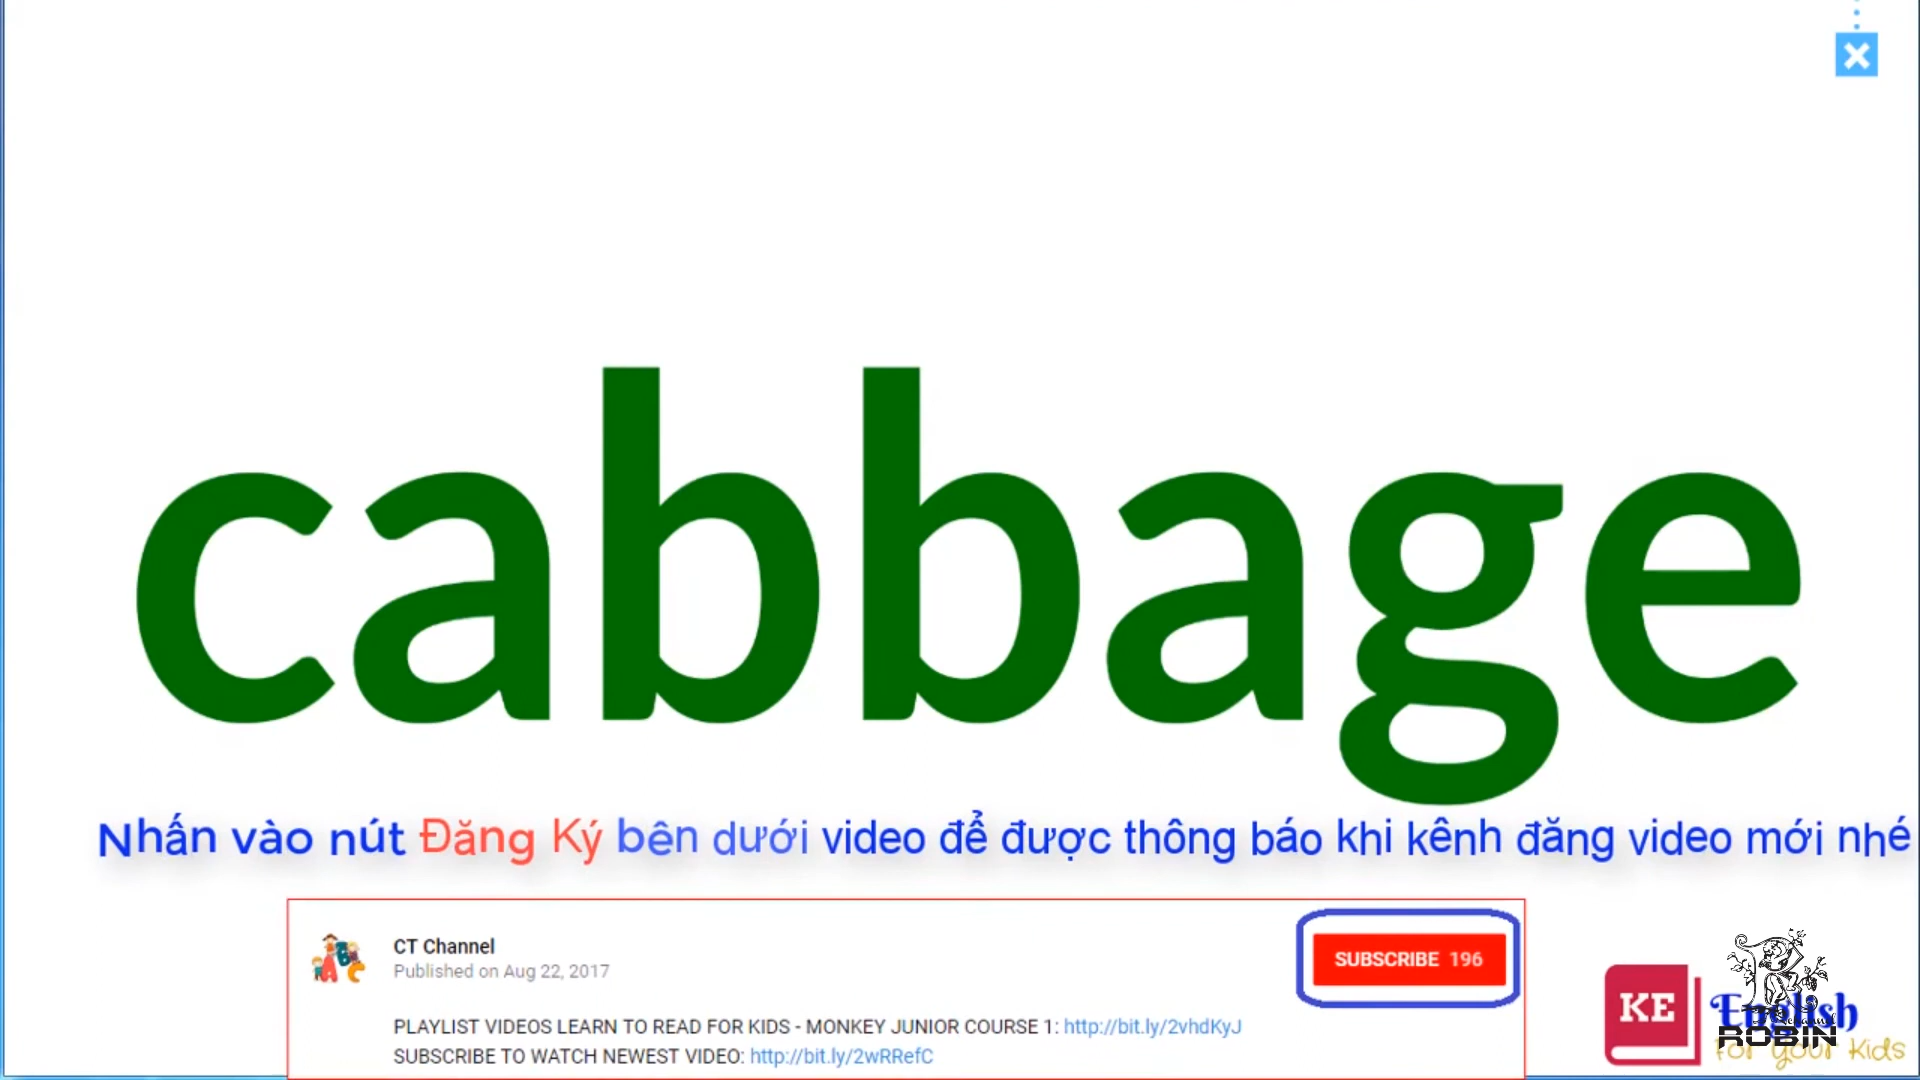 cabbage
Nhấn vào nút Đăng Ký bên dưới video để được thông báo khi kênh đăng video mới nhé
CT Channel
Published on Aug 22, 2017
SUBSCRIBE 196
PLAYLIST VIDEOS LEARN TO READ FOR KIDS - MONKEY JUNIOR COURSE 1: http://bit.ly/2vhdKyJ
SUBSCRIBE TO WATCH NEWEST VIDEO: http://bit.ly/2wRRefC
KE
English
ROBIN
for your Kids